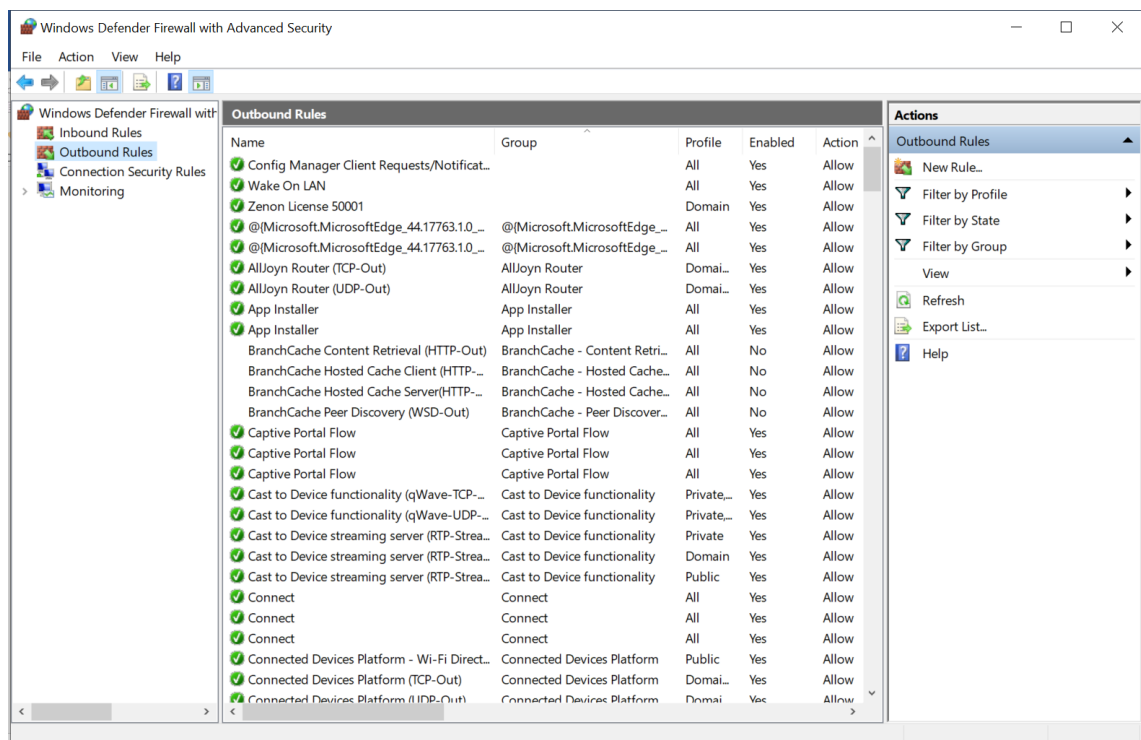 Windows Defender Firewall with Advanced Security
File Action View Help
Windows Defender Firewall with
Inbound Rules
Outbound Rules
Connection Security Rules
Monitoring
Outbound Rules
Name Group Profile Enabled Action
Config Manager Client Requests/Notificat... All Yes Allow
Wake On LAN All Yes Allow
Zenon License 50001 Domain Yes Allow
@{Microsoft.MicrosoftEdge_44.17763.1.0_... @{Microsoft.MicrosoftEdge_... All Yes Allow
@{Microsoft.MicrosoftEdge_44.17763.1.0_... @{Microsoft.MicrosoftEdge_... All Yes Allow
AllJoyn Router (TCP-Out) AllJoyn Router Domai... Yes Allow
AllJoyn Router (UDP-Out) AllJoyn Router Domai... Yes Allow
App Installer App Installer All Yes Allow
App Installer App Installer All Yes Allow
BranchCache Content Retrieval (HTTP-Out) BranchCache - Content Retri... All No Allow
BranchCache Hosted Cache Client (HTTP-... BranchCache - Hosted Cache... All No Allow
BranchCache Hosted Cache Server(HTTP-... BranchCache - Hosted Cache... All No Allow
BranchCache Peer Discovery (WSD-Out) BranchCache - Peer Discover... All No Allow
Captive Portal Flow Captive Portal Flow All Yes Allow
Captive Portal Flow Captive Portal Flow All Yes Allow
Captive Portal Flow Captive Portal Flow All Yes Allow
Cast to Device functionality (qWave-TCP-... Cast to Device functionality Private,... Yes Allow
Cast to Device functionality (qWave-UDP-... Cast to Device functionality Private,... Yes Allow
Cast to Device streaming server (RTP-Strea... Cast to Device functionality Private Yes Allow
Cast to Device streaming server (RTP-Strea... Cast to Device functionality Domain Yes Allow
Cast to Device streaming server (RTP-Strea... Cast to Device functionality Public Yes Allow
Connect Connect All Yes Allow
Connect Connect All Yes Allow
Connect Connect All Yes Allow
Connected Devices Platform - Wi-Fi Direct... Connected Devices Platform Public Yes Allow
Connected Devices Platform (TCP-Out) Connected Devices Platform Domai... Yes Allow
Connected Devices Platform (UDP-Out) Connected Devices Platform Domai... Yes Allow
Actions
Outbound Rules
New Rule...
Filter by Profile
Filter by State
Filter by Group
View
Refresh
Export List...
Help